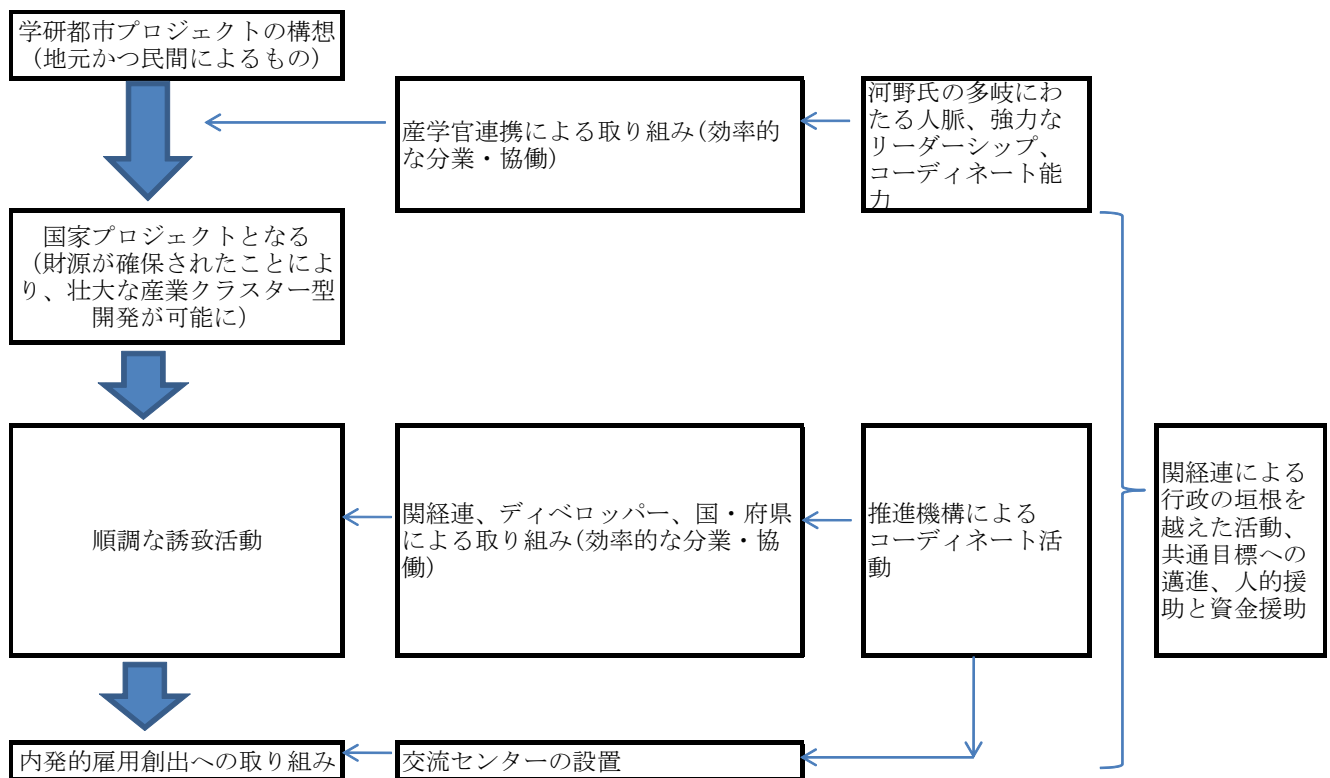 学研都市プロジェクトの構想
(地元かつ民間によるもの)
産学官連携による取り組み(効率的
な分業・協働)
河野氏の多岐にわ
たる人脈、強力な
リーダーシップ、
コーディネート能
力
国家プロジェクトとなる
(財源が確保されたことによ
り、壮大な産業クラスター型
開発が可能に)
順調な誘致活動
関経連、ディベロッパー、国・府県
による取り組み(効率的な分業・協
働)
推進機構による
コーディネート活
動
関経連による
行政の垣根を
越えた活動、
共通目標への
邁進、人的援
助と資金援助
内発的雇用創出への取り組み
交流センターの設置